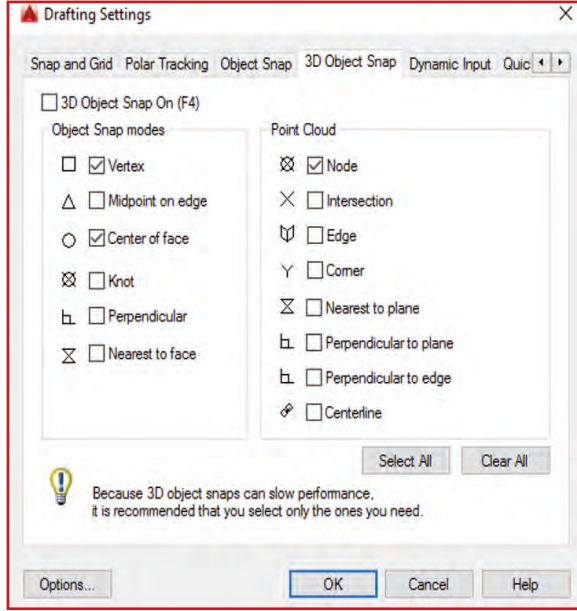 Drafting Settings
Snap and Grid Polar Tracking Object Snap 3D Object Snap Dynamic Input Quic
3D Object Snap On (F4)
Object Snap modes
Vertex
Midpoint on edge
Center of face
Knot
Perpendicular
Nearest to face
Point Cloud
Node
Intersection
Edge
Corner
Nearest to plane
Perpendicular to plane
Perpendicular to edge
Centerline
Select All Clear All
Because 3D object snaps can slow performance,
it is recommended that you select only the ones you need.
Options... OK Cancel Help